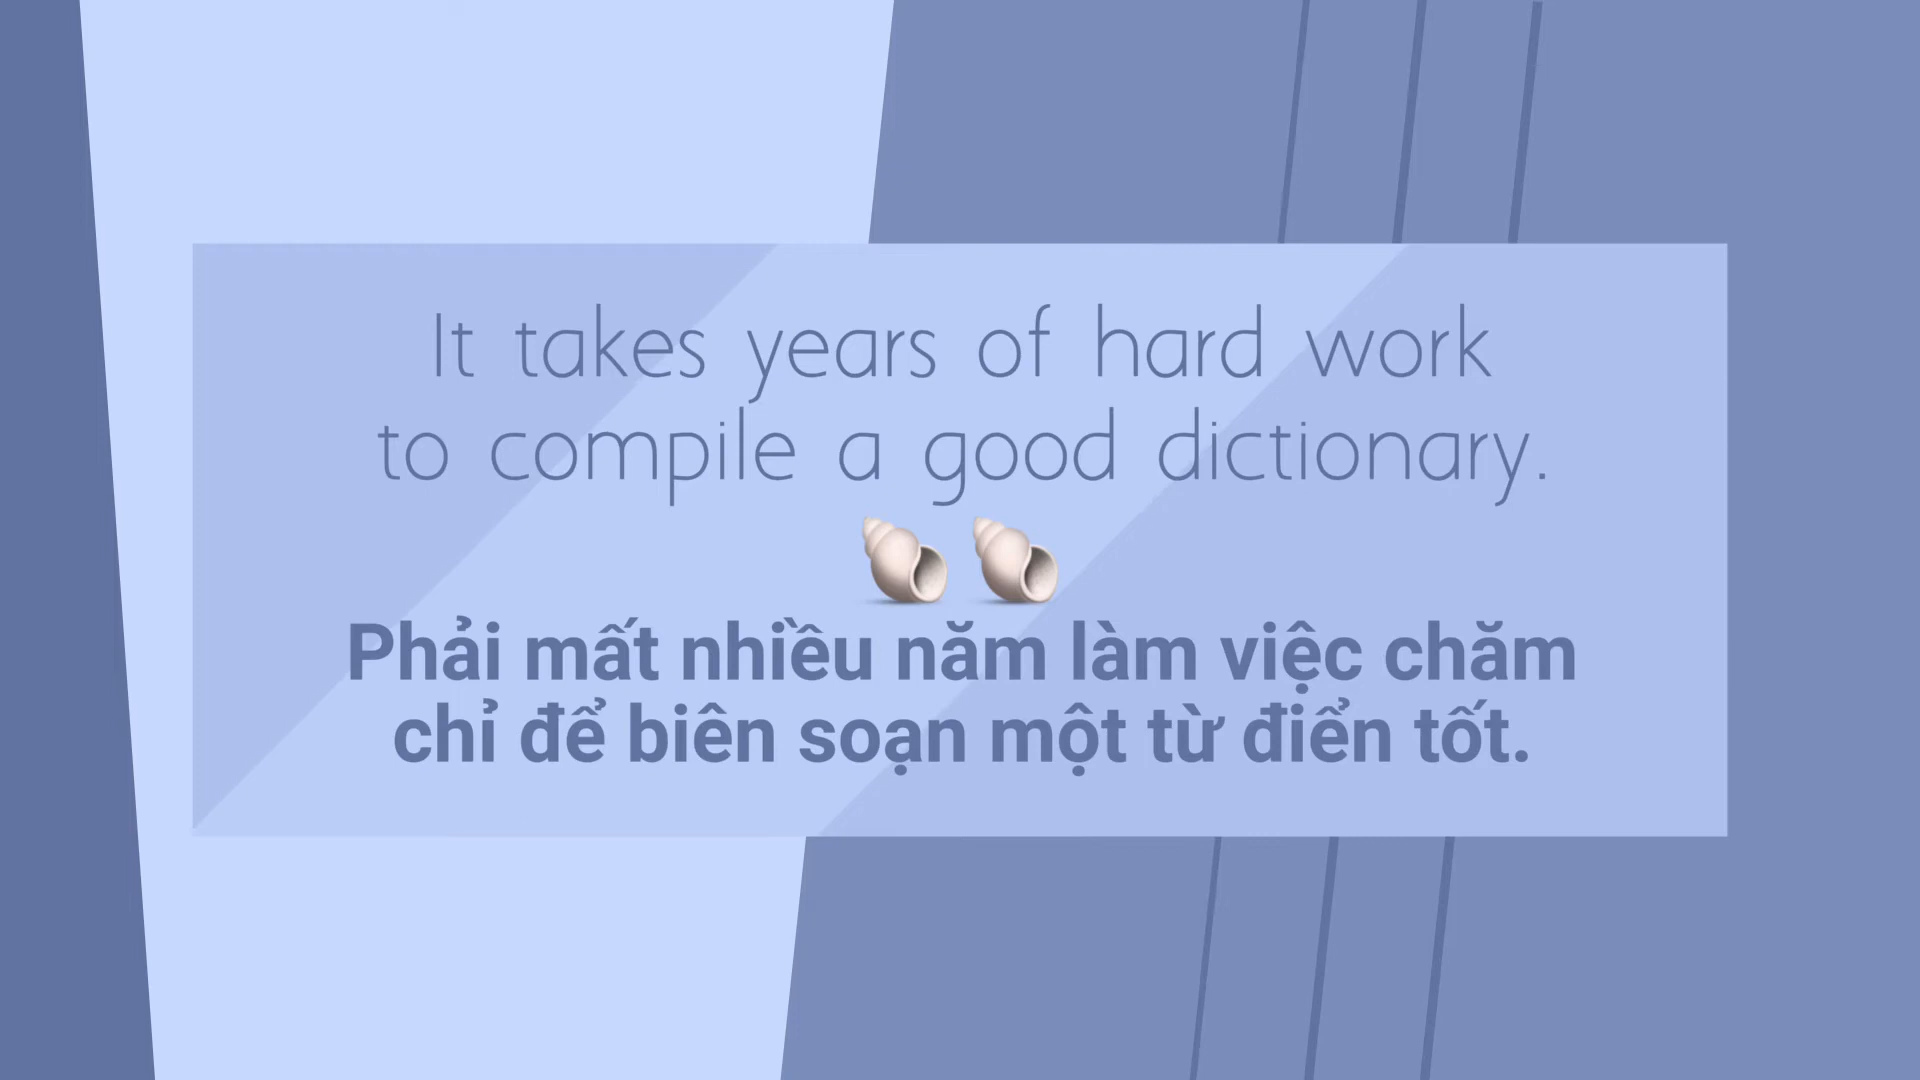 It takes years of hard work
to compile a good dictionary.
Phải mất nhiều năm làm việc chăm
chỉ để biên soạn một từ điển tốt.